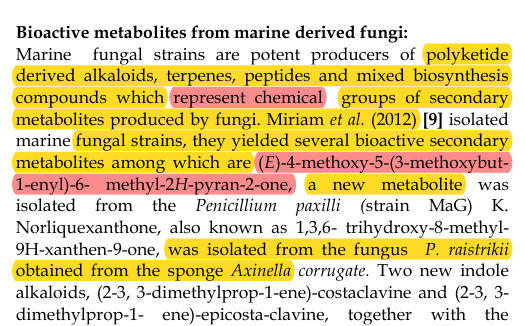 Bioactive metabolites from marine derived fungi:
Marine fungal strains are potent producers of polyketide
derived alkaloids, terpenes, peptides and mixed biosynthesis
compounds which represent chemical groups of secondary
metabolites produced by fungi. Miriam et al. (2012) [9] isolated
marine fungal strains, they yielded several bioactive secondary
metabolites among which are (E)-4-methoxy-5-(3-methoxybut-
1-enyl)-6- methyl-2H-pyran-2-one, a new metabolite was
isolated from the Penicillium paxilli (strain MaG) K.
Norliquexanthone, also known as 1,3,6- trihydroxy-8-methyl-
9H-xanthen-9-one, was isolated from the fungus P. raistrikii
obtained from the sponge Axinella corrugate. Two new indole
alkaloids, (2-3, 3-dimethylprop-1-ene)-costaclavine and (2-3, 3-
dimethylprop-1- ene)-epicosta-clavine, together with the